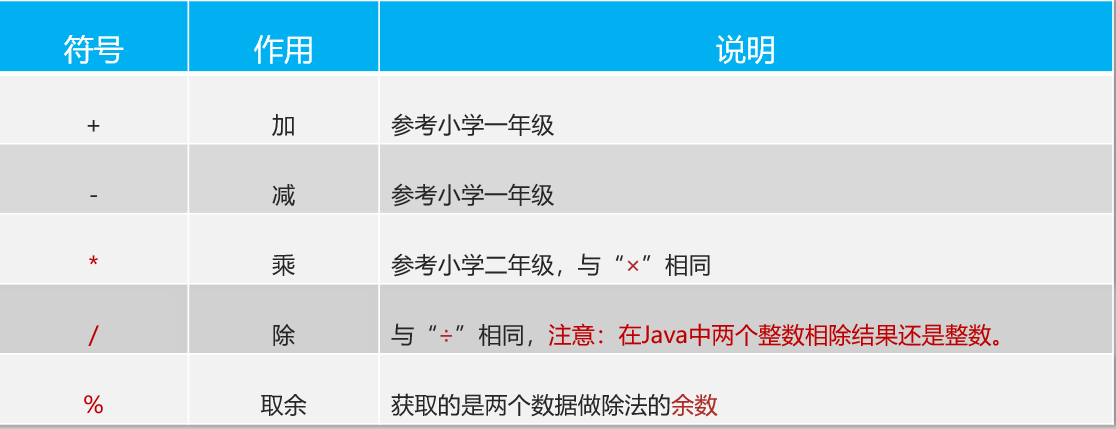 符号 作用 说明
+ 加 参考小学一年级
- 减 参考小学一年级
* 乘 参考小学二年级，与“×”相同
/ 除 与“÷”相同，注意：在Java中两个整数相除结果还是整数。
% 取余 获取的是两个数据做除法的余数